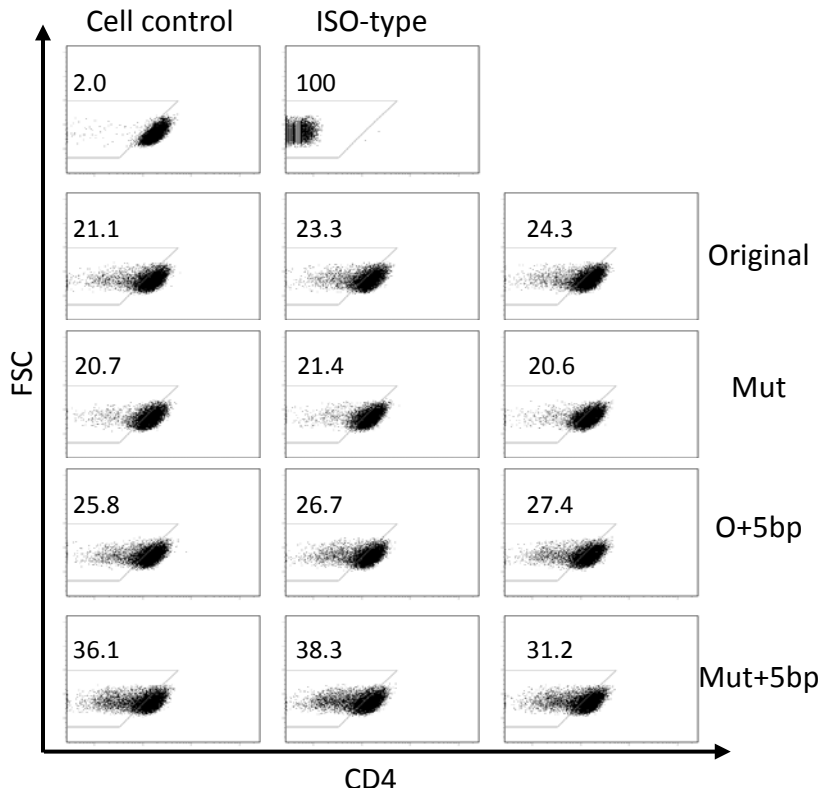 Cell control ISO-type
2.0 100
21.1 23.3 24.3 Original
20.7 21.4 20.6 Mut
25.8 26.7 27.4 O+5bp
36.1 38.3 31.2 Mut+5bp
FSC
CD4